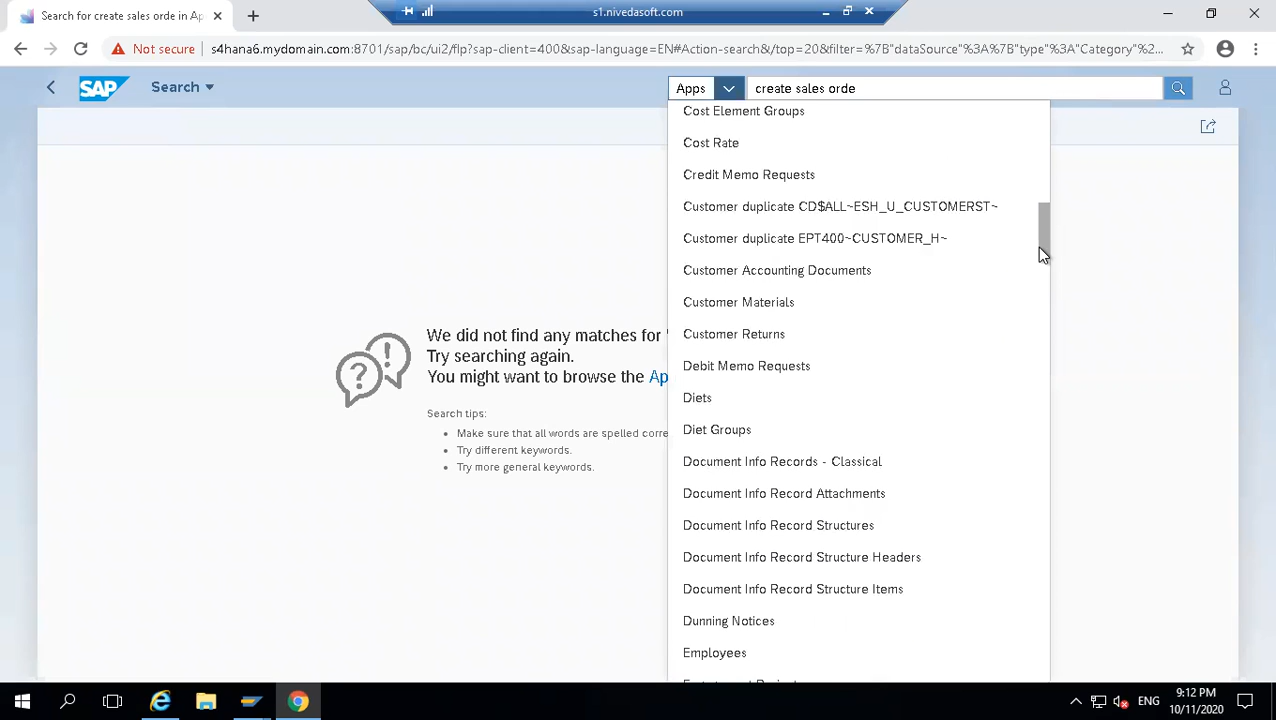 Search for create sales orde in Ap
s1.nivedasoft.com
Not secure
s4hana6.mydomain.com:8701/sap/bc/ui2/flp?sap-client=400&sap-language=EN#Action-search&/top=20&filter=%7B"dataSource"%3A%7B"type"%3A"Category"%2...
SAP
Search
Apps
create sales orde
Cost Element Groups
Cost Rate
Credit Memo Requests
Customer duplicate CD$ALL~ESH_U_CUSTOMERST~
Customer duplicate EPT400~CUSTOMER_H~
Customer Accounting Documents
Customer Materials
Customer Returns
Debit Memo Requests
Diets
Diet Groups
Document Info Records - Classical
Document Info Record Attachments
Document Info Record Structures
Document Info Record Structure Headers
Document Info Record Structure Items
Dunning Notices
Employees
We did not find any matches for '
Try searching again.
You might want to browse the Ap
Search tips:
Make sure that all words are spelled corre
Try different keywords.
Try more general keywords.
ENG
9:12 PM
10/11/2020